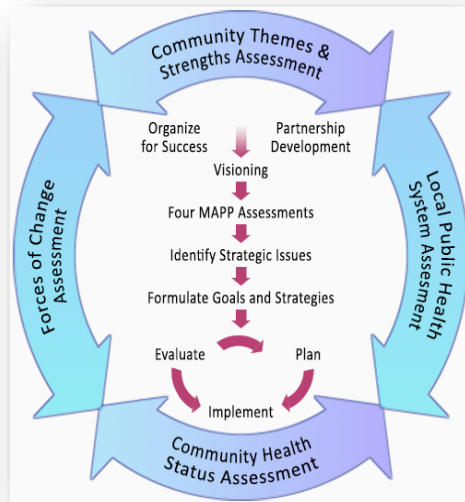 Community Themes &
Strengths Assessment
Organize
for Success
Partnership
Development
Visioning
Four MAPP Assessments
Identify Strategic Issues
Formulate Goals and Strategies
Evaluate
Plan
Implement
Forces of Change
Assessment
Local Public Health
System Assesment
Community Health
Status Assessment